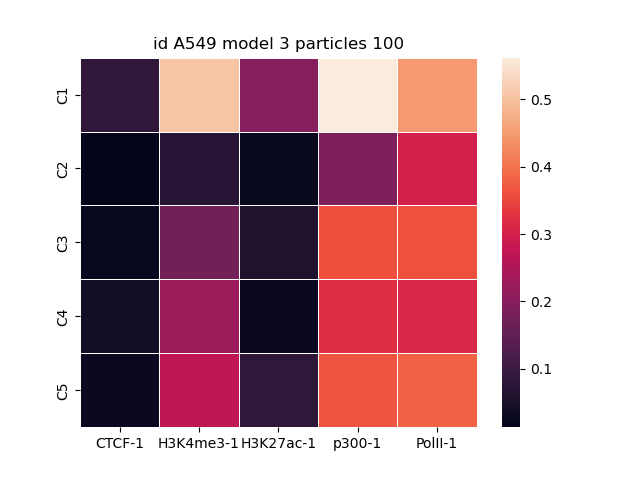 id A549 model 3 particles 100
C1
C2
C3
C4
C5
CTCF-1 H3K4me3-1 H3K27ac-1 p300-1 PolII-1
0.5
0.4
0.3
0.2
0.1